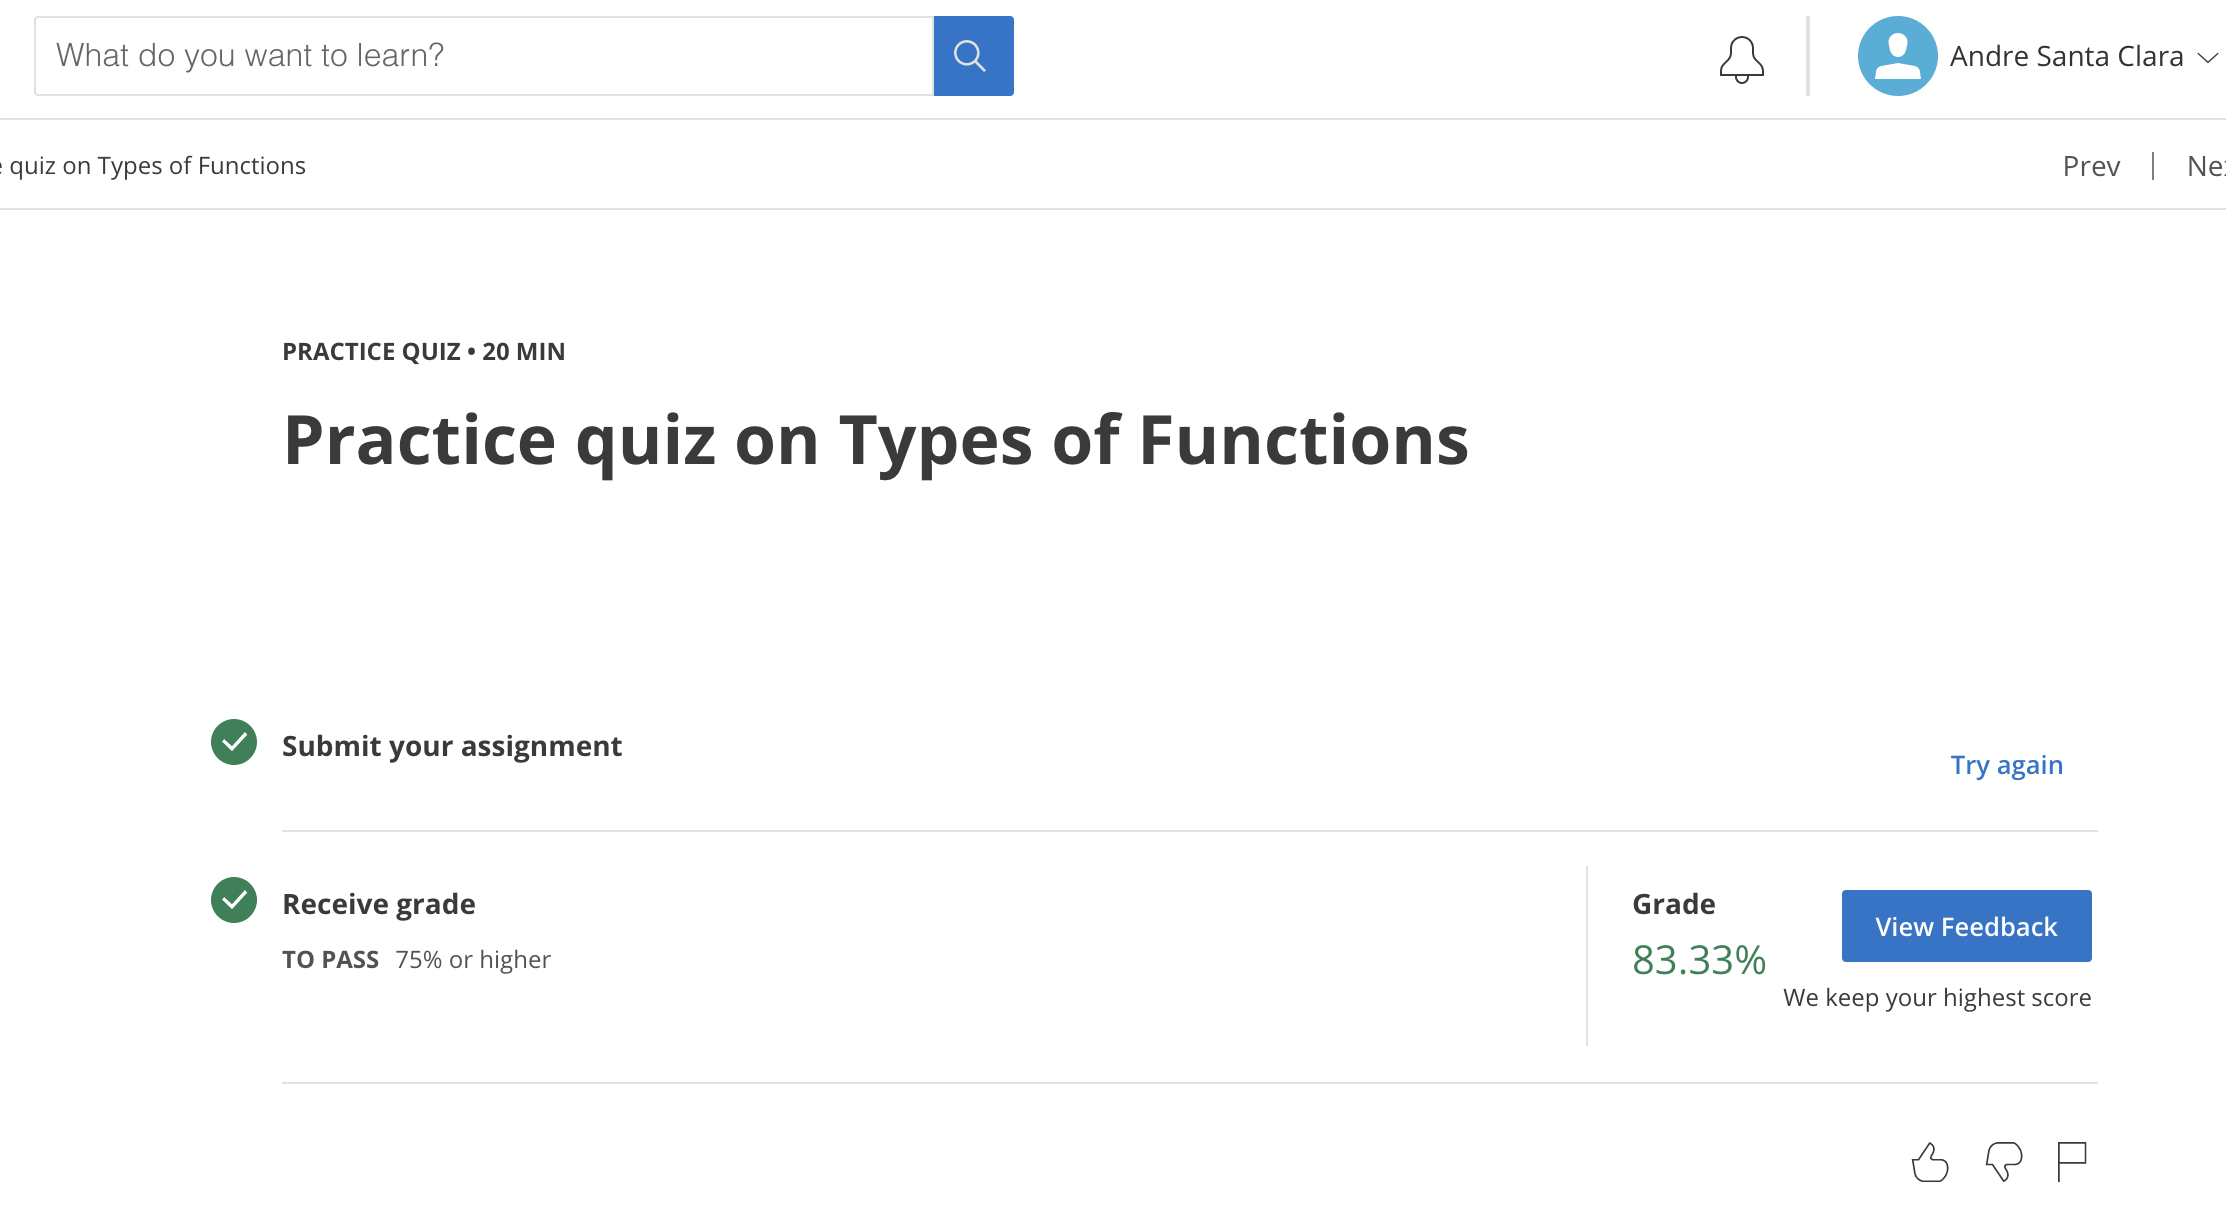 What do you want to learn?
Andre Santa Clara
quiz on Types of Functions
Prev | Ne
PRACTICE QUIZ • 20 MIN
Practice quiz on Types of Functions
Submit your assignment
Try again
Receive grade
TO PASS 75% or higher
Grade
83.33%
View Feedback
We keep your highest score